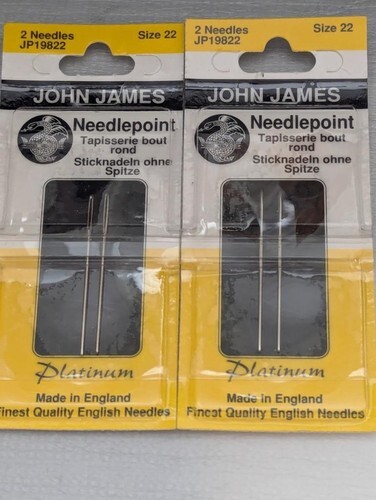 2 Needles Size 22
JP19822
JOHN JAMES
Needlepoint
Tapisserie bout
rond
Sticknadeln ohne
Spitze
Platinum
Made in England
Finest Quality English Needles
2 Needles Size 22
JP19822
JOHN JAMES
Needlepoint
Tapisserie bout
rond
Sticknadeln ohne
Spitze
Platinum
Made in England
Finest Quality English Needles